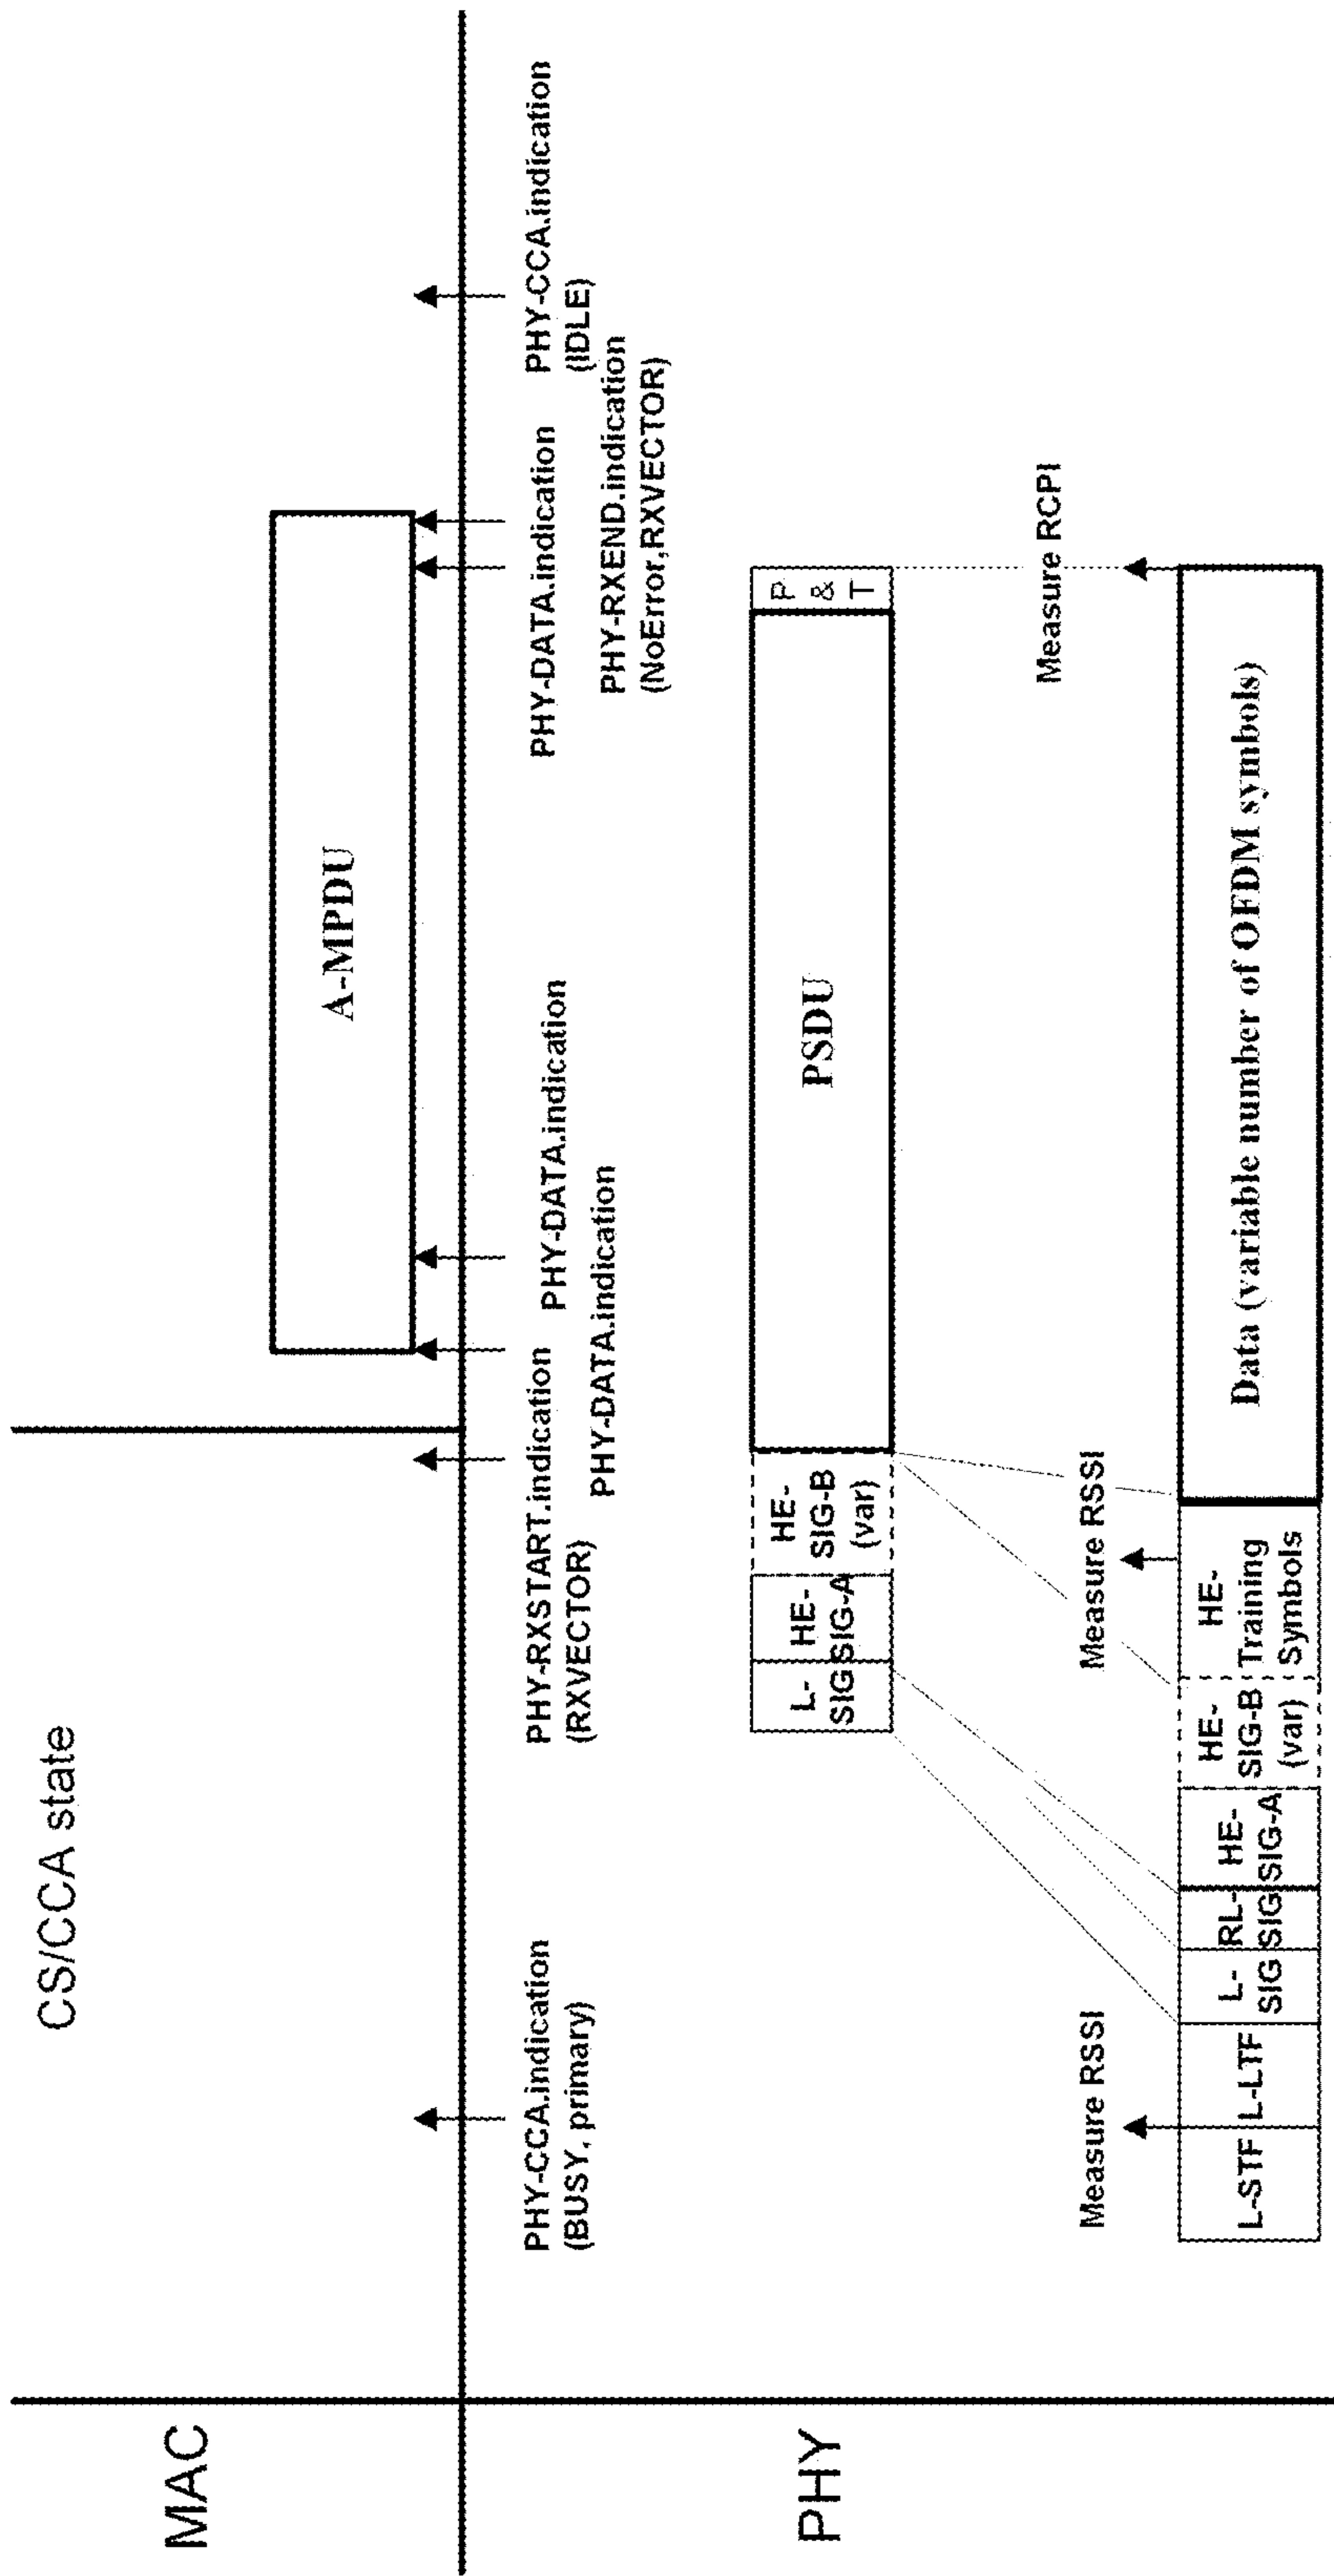 MAC
CS/CCA state
A-MPDU
PHY-CCA.indication
(BUSY, primary)
PHY-RXSTART.indication
(RXVECTOR)
PHY-DATA.indication
PHY-DATA.indication
PHY-DATA.indication
PHY-RXEND.indication
(NoError,RXVECTOR)
PHY-CCA.indication
(IDLE)
PHY
L-
SIG
HE-
SIG-A
HE-
SIG-B
(var)
PSDU
P
&
T
Measure RSSI
Measure RSSI
Measure RCPI
L-STF
L-LTF
L-
SIG
RL-
SIG
HE-
SIG-A
HE-
SIG-B
(var)
HE-
Training
Symbols
Data (variable number of OFDM symbols)